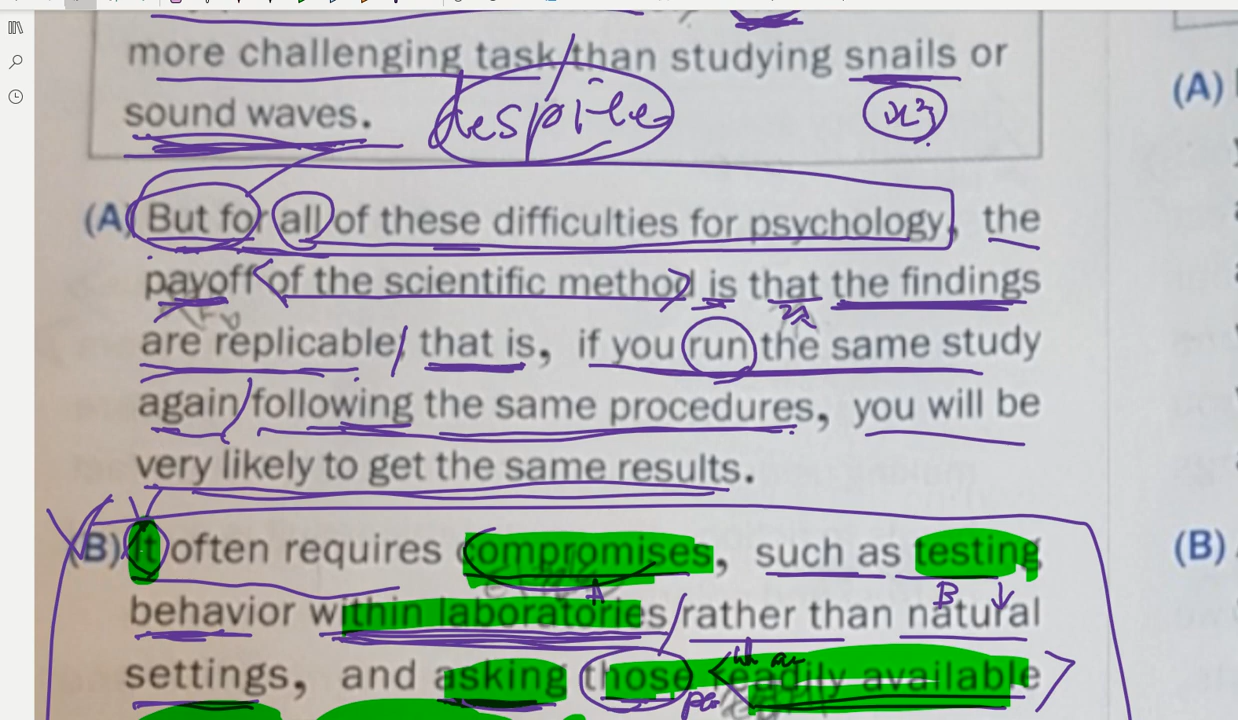 more challenging task than studying snails or
sound waves. despite
(A) But for all of these difficulties for psychology, the
payoff of the scientific method is that the findings
are replicable, that is, if you run the same study
again following the same procedures, you will be
very likely to get the same results.
(B) It often requires compromises, such as testing
A B
behavior within laboratories rather than natural
settings, and asking those readily available
(A)
(B)